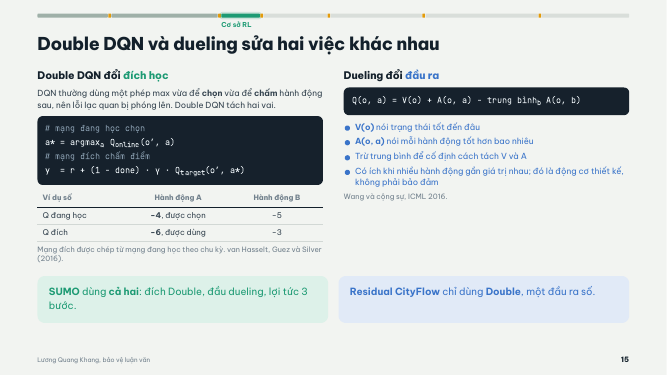 Cơ sở RL
Double DQN và dueling sửa hai việc khác nhau
Double DQN đổi đích học
DQN thường dùng một phép max vừa để chọn vừa để chấm hành động
sau, nên lỗi lạc quan bị phóng lên. Double DQN tách hai vai.
# mạng đang học chọn
a* = argmaxₐ Q_online(o’, a)
# mạng đích chấm điểm
y = r + (1 - done) · γ · Q_target(o’, a*)
Ví dụ số Hành động A Hành động B
Q đang học −4, được chọn −5
Q đích −6, được dùng −3
Mạng đích được chép từ mạng đang học theo chu kỳ. van Hasselt, Guez và Silver
(2016).
Dueling đổi đầu ra
Q(o, a) = V(o) + A(o, a) - trung bình_b A(o, b)
V(o) nói trạng thái tốt đến đâu
A(o, a) nói mỗi hành động tốt hơn bao nhiêu
Trừ trung bình để cố định cách tách V và A
Có ích khi nhiều hành động gần giá trị nhau; đó là động cơ thiết kế,
không phải bảo đảm
Wang và cộng sự, ICML 2016.
SUMO dùng cả hai: đích Double, đầu dueling, lợi tức 3
bước.
Residual CityFlow chỉ dùng Double, một đầu ra số.
Lương Quang Khang, bảo vệ luận văn
15